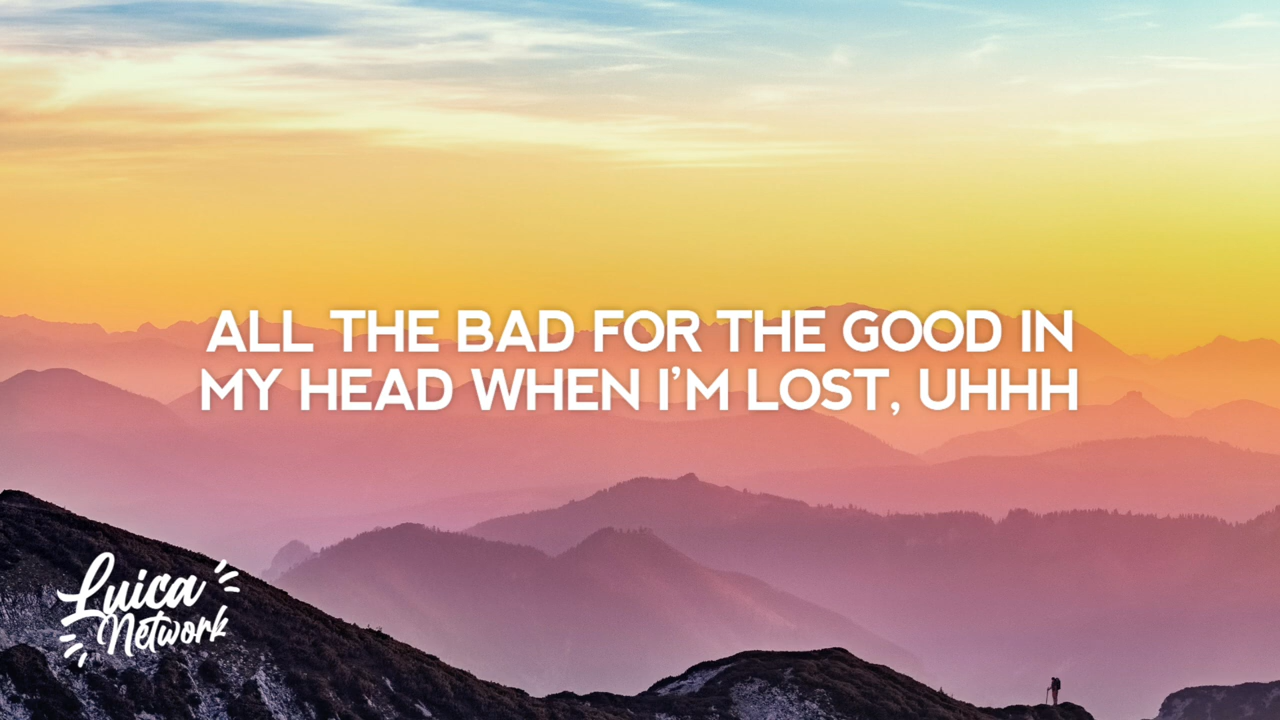 ALL THE BAD FOR THE GOOD IN
MY HEAD WHEN I'M LOST, UHHH
Luica
Network